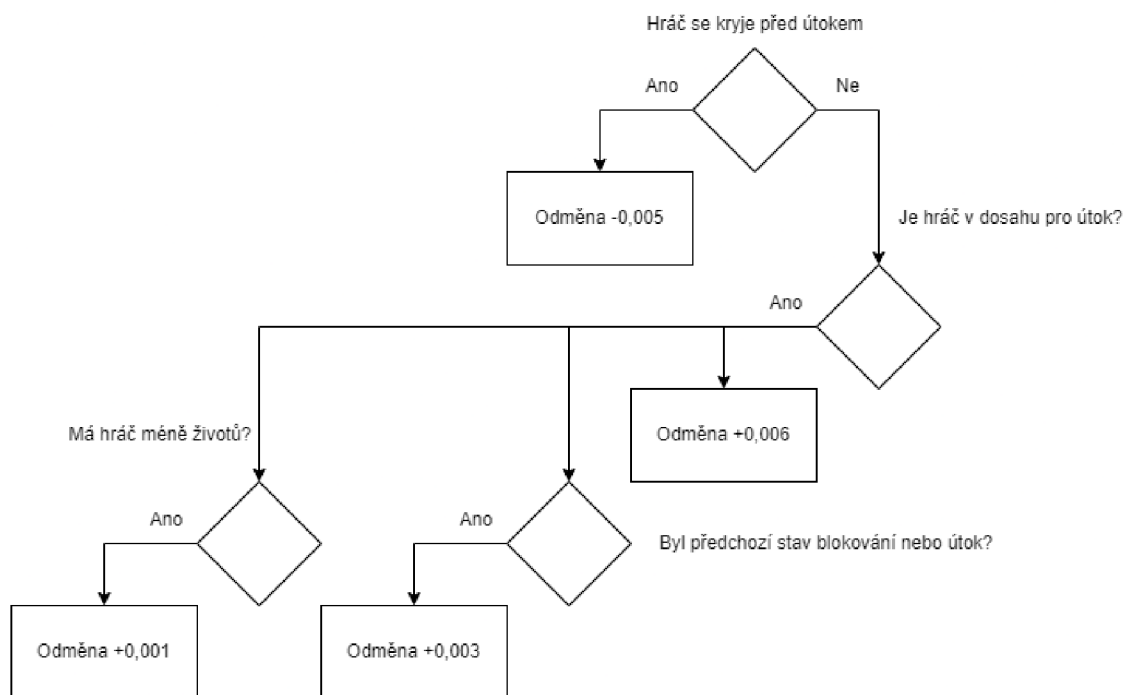 Hráč se kryje před útokem
Ano
Ne
Odměna -0,005
Je hráč v dosahu pro útok?
Ano
Odměna +0,006
Má hráč méně životů?
Ano
Ano
Byl předchozí stav blokování nebo útok?
Odměna +0,001
Odměna +0,003